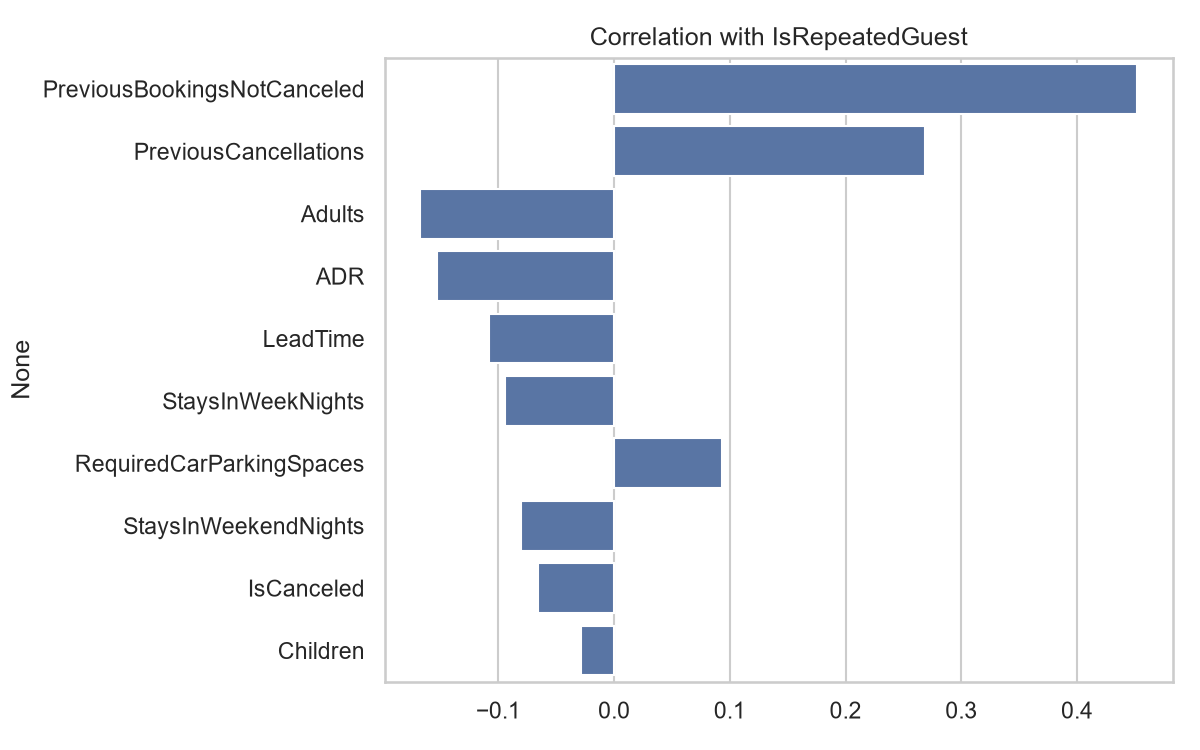 Correlation with IsRepeatedGuest
PreviousBookingsNotCanceled
PreviousCancellations
Adults
ADR
LeadTime
StaysInWeekNights
RequiredCarParkingSpaces
StaysInWeekendNights
IsCanceled
Children
None
−0.1 0.0 0.1 0.2 0.3 0.4